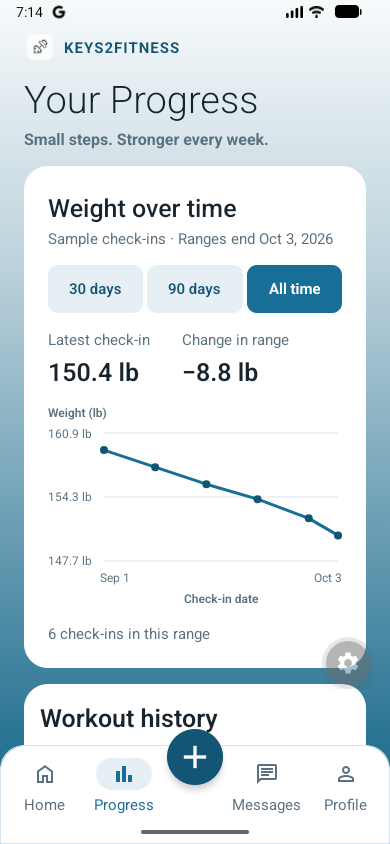 7:14
KEYS2FITNESS
Your Progress
Small steps. Stronger every week.
Weight over time
Sample check-ins · Ranges end Oct 3, 2026
30 days 90 days All time
Latest check-in Change in range
150.4 lb −8.8 lb
Weight (lb)
160.9 lb
154.3 lb
147.7 lb
Sep 1 Oct 3
Check-in date
6 check-ins in this range
Workout history
Home Progress Messages Profile